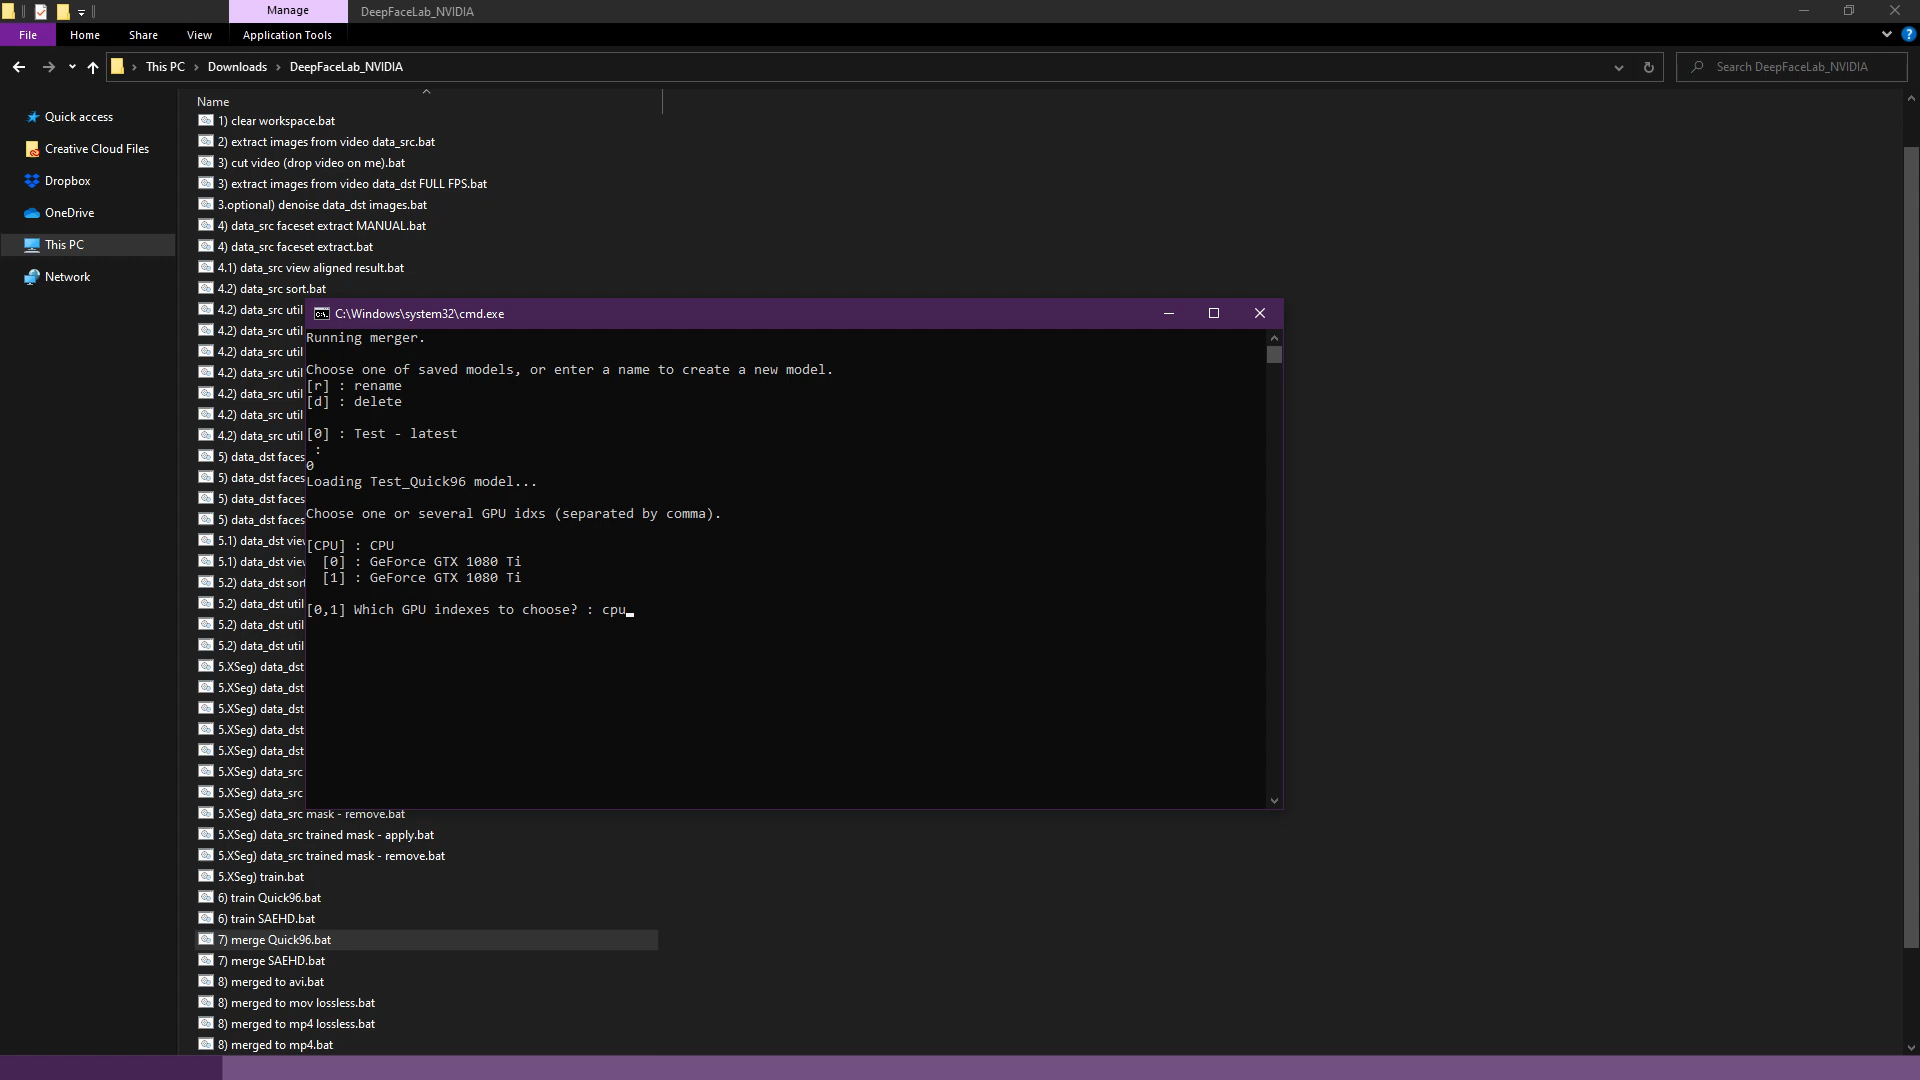 Manage
DeepFaceLab_NVIDIA
File
Home
Share
View
Application Tools
?
This PC
Downloads
DeepFaceLab_NVIDIA
Search DeepFaceLab_NVIDIA
Quick access
Creative Cloud Files
Dropbox
OneDrive
This PC
Network
Name
1) clear workspace.bat
2) extract images from video data_src.bat
3) cut video (drop video on me).bat
3) extract images from video data_dst FULL FPS.bat
3.optional) denoise data_dst images.bat
4) data_src faceset extract MANUAL.bat
4) data_src faceset extract.bat
4.1) data_src view aligned result.bat
4.2) data_src sort.bat
4.2) data_src util
4.2) data_src util
4.2) data_src util
4.2) data_src util
4.2) data_src util
4.2) data_src util
4.2) data_src util
5) data_dst faces
5) data_dst faces
5) data_dst faces
5) data_dst faces
5.1) data_dst view
5.1) data_dst view
5.2) data_dst sort
5.2) data_dst util
5.2) data_dst util
5.2) data_dst util
5.XSeg) data_dst
5.XSeg) data_dst
5.XSeg) data_dst
5.XSeg) data_dst
5.XSeg) data_dst
5.XSeg) data_src
5.XSeg) data_src
5.XSeg) data_src mask - remove.bat
5.XSeg) data_src trained mask - apply.bat
5.XSeg) data_src trained mask - remove.bat
5.XSeg) train.bat
6) train Quick96.bat
6) train SAEHD.bat
7) merge Quick96.bat
7) merge SAEHD.bat
8) merged to avi.bat
8) merged to mov lossless.bat
8) merged to mp4 lossless.bat
8) merged to mp4.bat
C:\Windows\system32\cmd.exe
Running merger.
Choose one of saved models, or enter a name to create a new model.
[r] : rename
[d] : delete
[0] : Test - latest
:
0
Loading Test_Quick96 model...
Choose one or several GPU idxs (separated by comma).
[CPU] : CPU
[0] : GeForce GTX 1080 Ti
[1] : GeForce GTX 1080 Ti
[0,1] Which GPU indexes to choose? : cpu